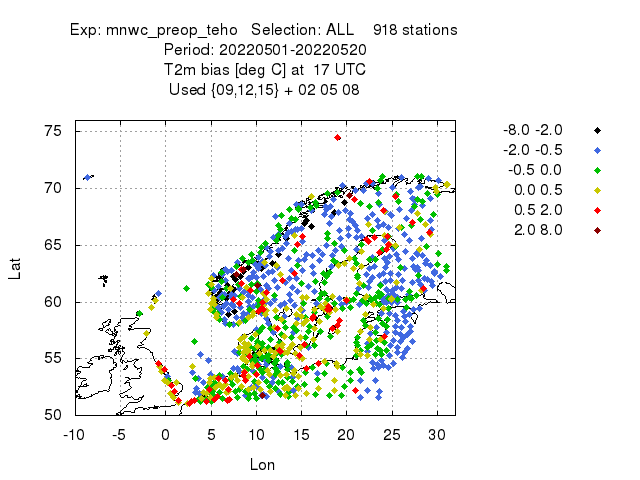 Exp: mnwc_preop_teho   Selection: ALL    918 stations
Period: 20220501-20220520
T2m bias [deg C] at  17 UTC
Used {09,12,15} + 02 05 08
-8.0 -2.0
-2.0 -0.5
-0.5 0.0
0.0 0.5
0.5 2.0
2.0 8.0
75
70
65
60
55
50
Lat
-10 -5 0 5 10 15 20 25 30
Lon